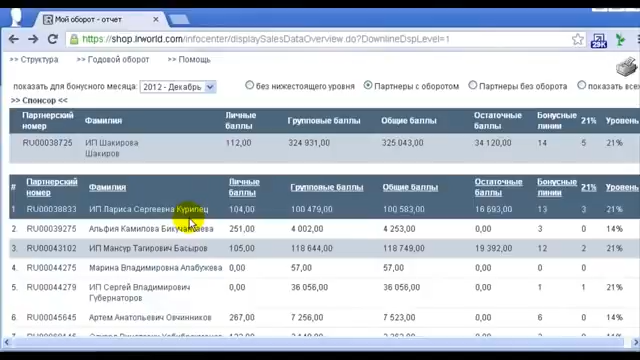 Мой оборот - отчет
https://shop.lrworld.com/infocenter/displaySalesDataOverview.do?DownlineDspLevel=1
29K
>> Структура >> Годовой оборот >> Помощь
показать для бонусного месяца: 2012 - Декабрь без нижестоящего уровня Партнеры с оборотом Партнеры без оборота показать все
>> Спонсор <<
Партнерский номер Фамилия Личные баллы Групповые баллы Общие баллы Остаточные баллы Бонусные линии 21% Уровень
RU00038725 ИП Шакирова Шакиров 112,00 324 931,00 325 043,00 34 120,00 14 5 21%
# Партнерский номер Фамилия Личные баллы Групповые баллы Общие баллы Остаточные баллы Бонусные линии 21% Уровень
1 RU00038833 ИП Лариса Сергеевна Курилец 104,00 100 479,00 100 583,00 16 693,00 13 3 21%
2. RU00039275 Альфия Камиловна 251,00 4 002,00 4 253,00 0,00 3 0 14%
3. RU00043102 ИП Мансур Тагирович Басыров 105,00 118 644,00 118 749,00 19 392,00 12 2 21%
4. RU00044270 Марина Владимировна Алабужева 0,00 57,00 57,00 0,00 0 0
5. RU00044279 ИП Сергей Владимирович Губернаторов 0,00 36 056,00 36 056,00 0,00 1 1 21%
6. RU00045645 Артем Анатольевич Овчинников 267,00 7 256,00 7 523,00 0,00 6 0 14%